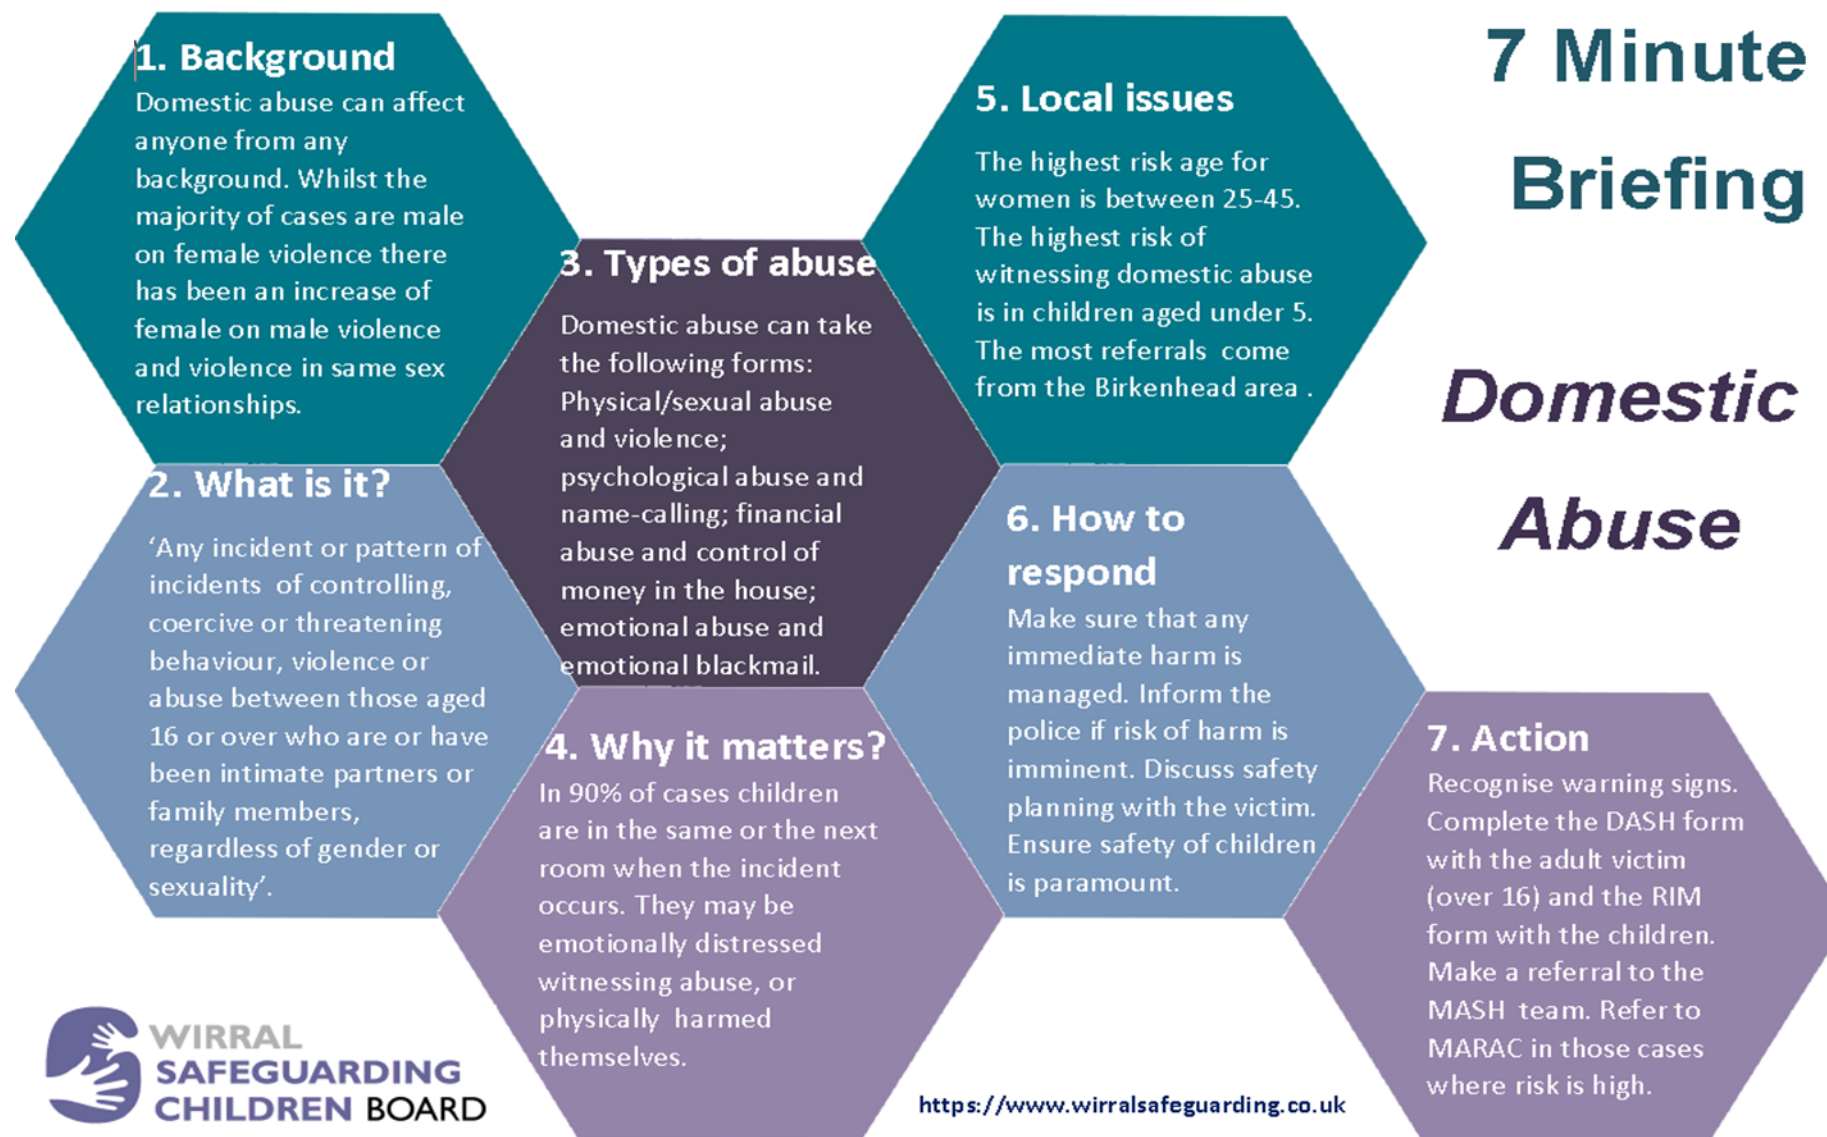 7 Minute
Briefing
Domestic
Abuse
1. Background
Domestic abuse can affect
anyone from any
background. Whilst the
majority of cases are male
on female violence there
has been an increase of
female on male violence
and violence in same sex
relationships.
2. What is it?
‘Any incident or pattern of
incidents of controlling,
coercive or threatening
behaviour, violence or
abuse between those aged
16 or over who are or have
been intimate partners or
family members,
regardless of gender or
sexuality’.
3. Types of abuse
Domestic abuse can take
the following forms:
Physical/sexual abuse
and violence;
psychological abuse and
name-calling; financial
abuse and control of
money in the house;
emotional abuse and
emotional blackmail.
4. Why it matters?
In 90% of cases children
are in the same or the next
room when the incident
occurs. They may be
emotionally distressed
witnessing abuse, or
physically harmed
themselves.
5. Local issues
The highest risk age for
women is between 25-45.
The highest risk of
witnessing domestic abuse
is in children aged under 5.
The most referrals come
from the Birkenhead area .
6. How to
respond
Make sure that any
immediate harm is
managed. Inform the
police if risk of harm is
imminent. Discuss safety
planning with the victim.
Ensure safety of children
is paramount.
7. Action
Recognise warning signs.
Complete the DASH form
with the adult victim
(over 16) and the RIM
form with the children.
Make a referral to the
MASH team. Refer to
MARAC in those cases
where risk is high.
WIRRAL
SAFEGUARDING
CHILDREN BOARD
https://www.wirralsafeguarding.co.uk